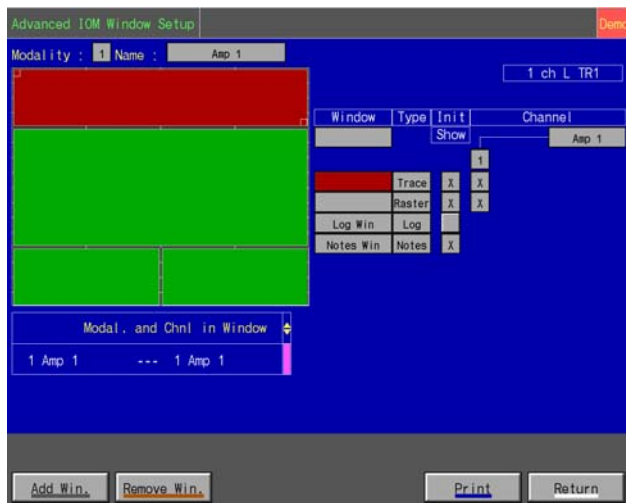 Advanced IOM Window Setup
Demo
Modality : 1 Name : Amp 1
1 ch L TR1
Window Type Init Channel
Show Amp 1
1
Trace X X
Raster X X
Log Win Log
Notes Win Notes X
Modal. and Chnl in Window
1 Amp 1 --- 1 Amp 1
Add Win. Remove Win. Print Return